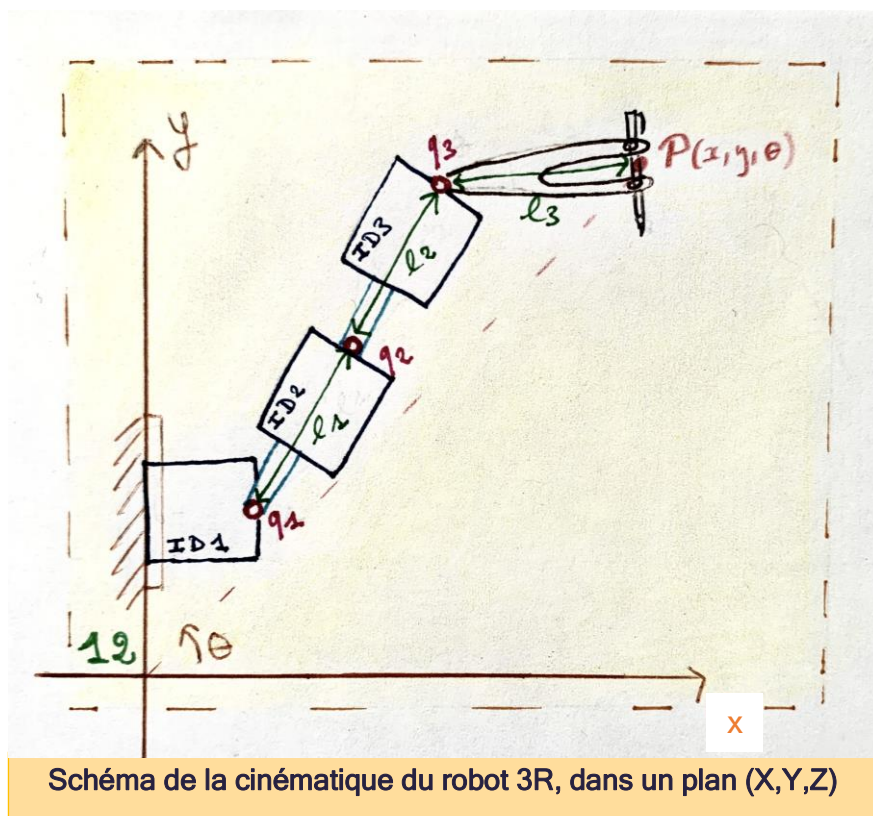 y
q3
P(x,y,θ)
ID3
l2
l3
q2
ID2
l1
q1
ID1
12
θ
x
Schéma de la cinématique du robot 3R, dans un plan (X,Y,Z)